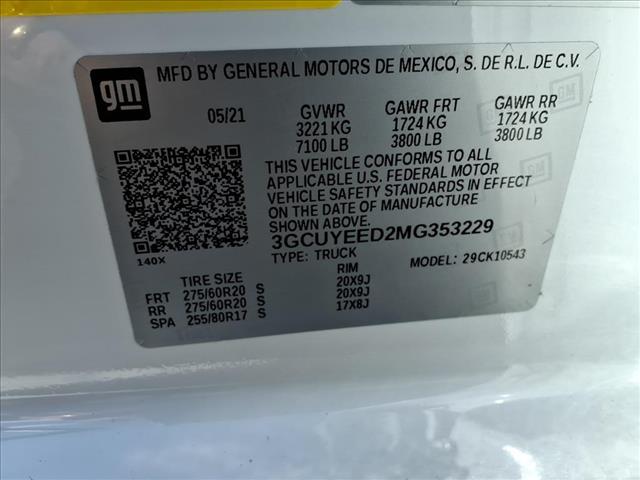 gm MFD BY GENERAL MOTORS DE MEXICO, S. DE R.L. DE C.V.
05/21 GVWR GAWR FRT GAWR RR
3221 KG 1724 KG 1724 KG
7100 LB 3800 LB 3800 LB
THIS VEHICLE CONFORMS TO ALL
APPLICABLE U.S. FEDERAL MOTOR
VEHICLE SAFETY STANDARDS IN EFFECT
ON THE DATE OF MANUFACTURE SHOWN ABOVE.
3GCUYEED2MG353229
140X
TYPE: TRUCK MODEL: 29CK10543
TIRE SIZE RIM
FRT 275/60R20 S 20X9J
RR 275/60R20 S 20X9J
SPA 255/80R17 S 17X8J